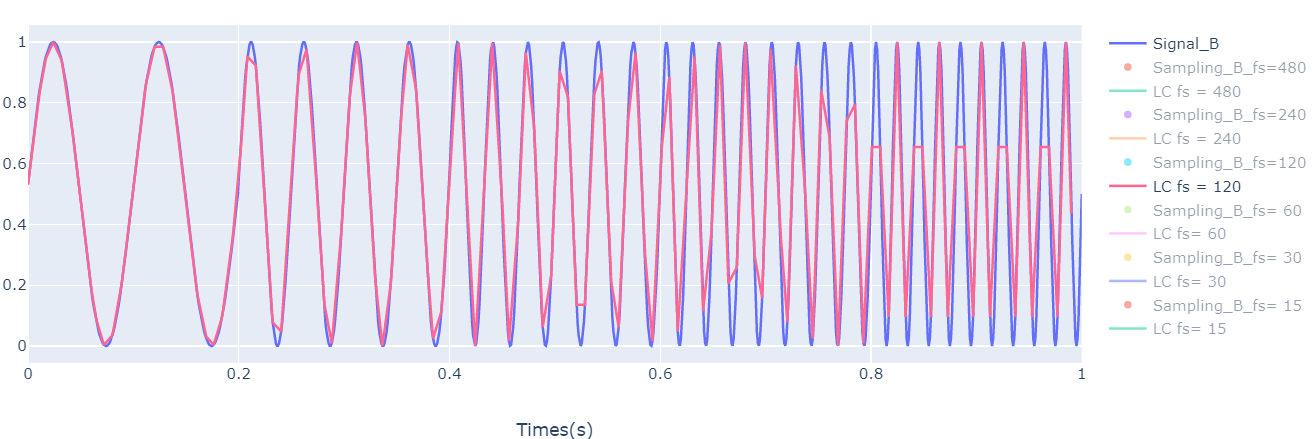 1
0.8
0.6
0.4
0.2
0
0 0.2 0.4 0.6 0.8 1
Times(s)
Signal_B
Sampling_B_fs=480
LC fs = 480
Sampling_B_fs=240
LC fs = 240
Sampling_B_fs=120
LC fs = 120
Sampling_B_fs= 60
LC fs= 60
Sampling_B_fs= 30
LC fs= 30
Sampling_B_fs= 15
LC fs= 15